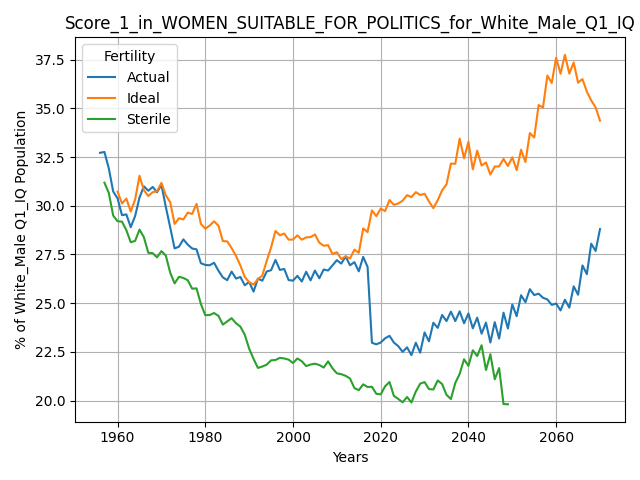 Score_1_in_WOMEN_SUITABLE_FOR_POLITICS_for_White_Male_Q1_IQ
Fertility
Actual
Ideal
Sterile
% of White_Male Q1_IQ Population
37.5
35.0
32.5
30.0
27.5
25.0
22.5
20.0
1960
1980
2000
2020
2040
2060
Years